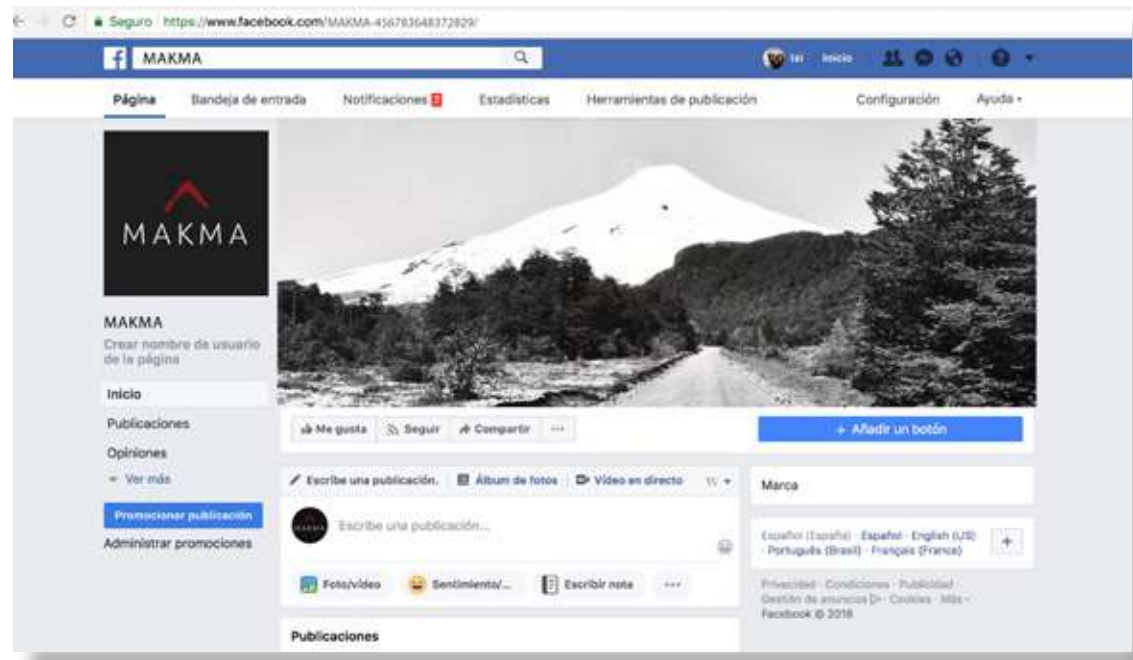 Seguro https://www.facebook.com/MAKMA-456783648372829/
MAKMA
Isi Inicio
Página Bandeja de entrada Notificaciones Estadísticas Herramientas de publicación Configuración Ayuda
MAKMA
MAKMA
Crear nombre de usuario
de la página
Inicio
Publicaciones
Opiniones
Ver más
Promocionar publicación
Administrar promociones
Me gusta Seguir Compartir ...
+ Añadir un botón
Escribe una publicación. Álbum de fotos Vídeo en directo
MAKMA
Escribe una publicación...
Foto/vídeo Sentimiento/... Escribir nota ...
Publicaciones
Marca
Español (España) · Español · English (US)
· Português (Brasil) · Français (France)
+
Privacidad · Condiciones · Publicidad ·
Gestión de anuncios · Cookies · Más
Facebook © 2018